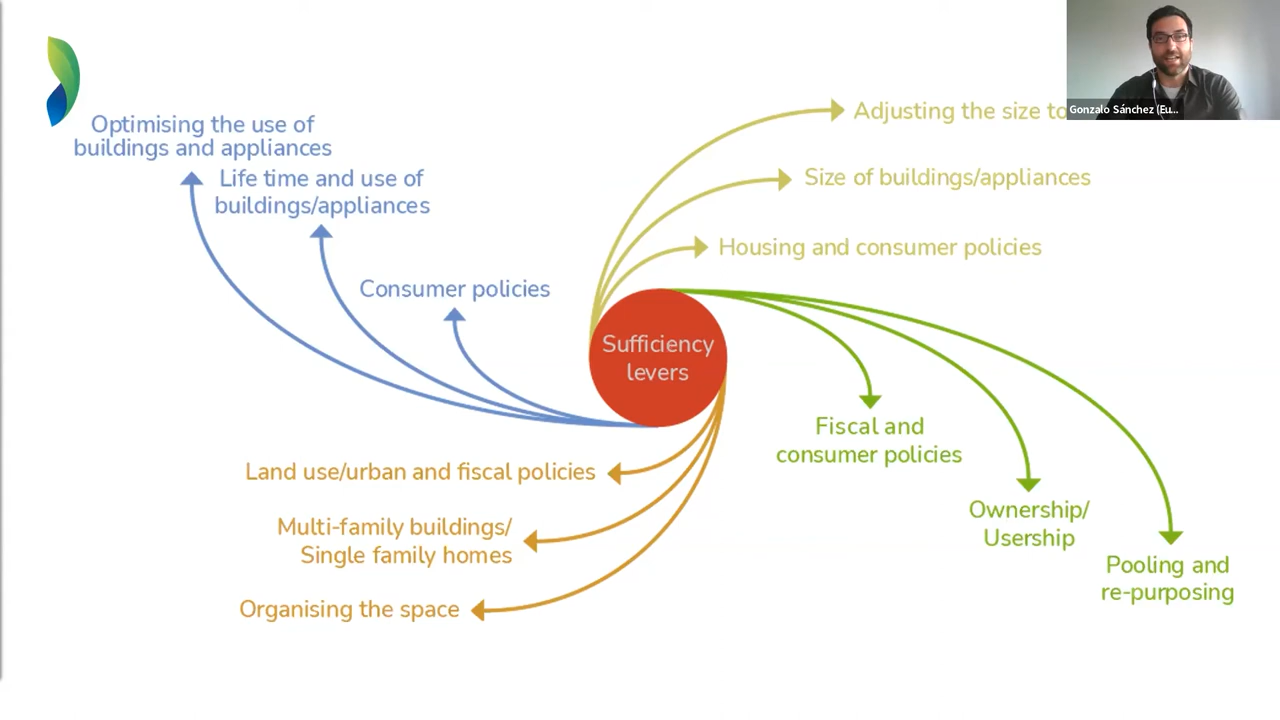 Optimising the use of
buildings and appliances
Life time and use of
buildings/appliances
Consumer policies
Adjusting the size to
Gonzalo Sánchez (Eu...
Size of buildings/appliances
Housing and consumer policies
Sufficiency
levers
Fiscal and
consumer policies
Ownership/
Usership
Pooling and
re-purposing
Land use/urban and fiscal policies
Multi-family buildings/
Single family homes
Organising the space